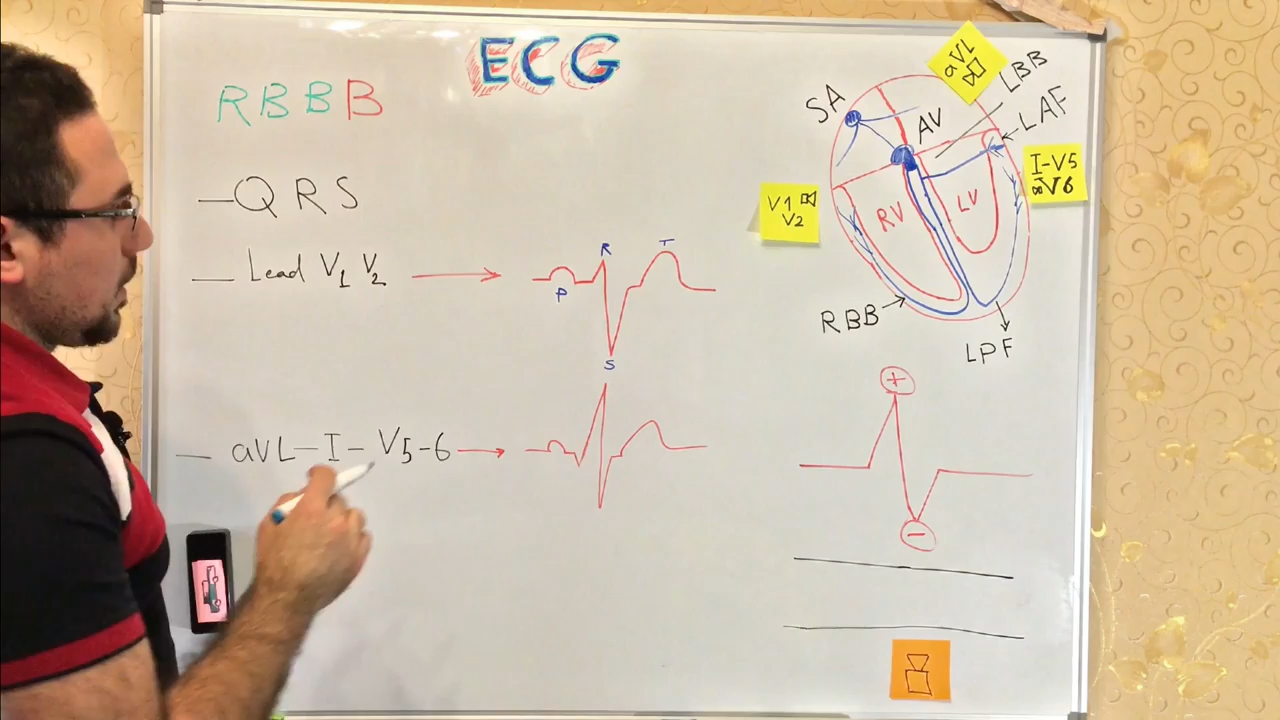 ECG
RBBB
—QRS
— Lead V1 V2
P
R
S
T
— aVL-I-V5-6
SA
AV
aVL
LBB
LAF
I-V5
V6
V1
V2
RV
LV
RBB
LPF
+
-